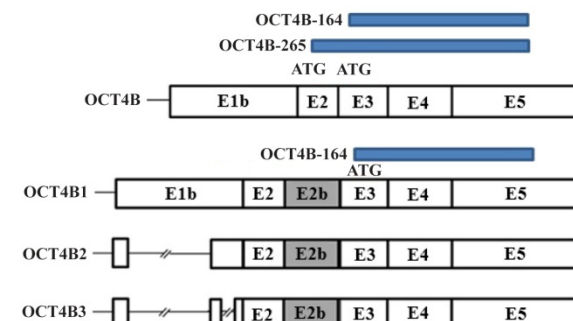 OCT4B-164
OCT4B-265
ATG ATG
OCT4B E1b E2 E3 E4 E5
OCT4B-164
ATG
OCT4B1 E1b E2 E2b E3 E4 E5
OCT4B2 E2 E2b E3 E4 E5
OCT4B3 E2 E2b E3 E4 E5